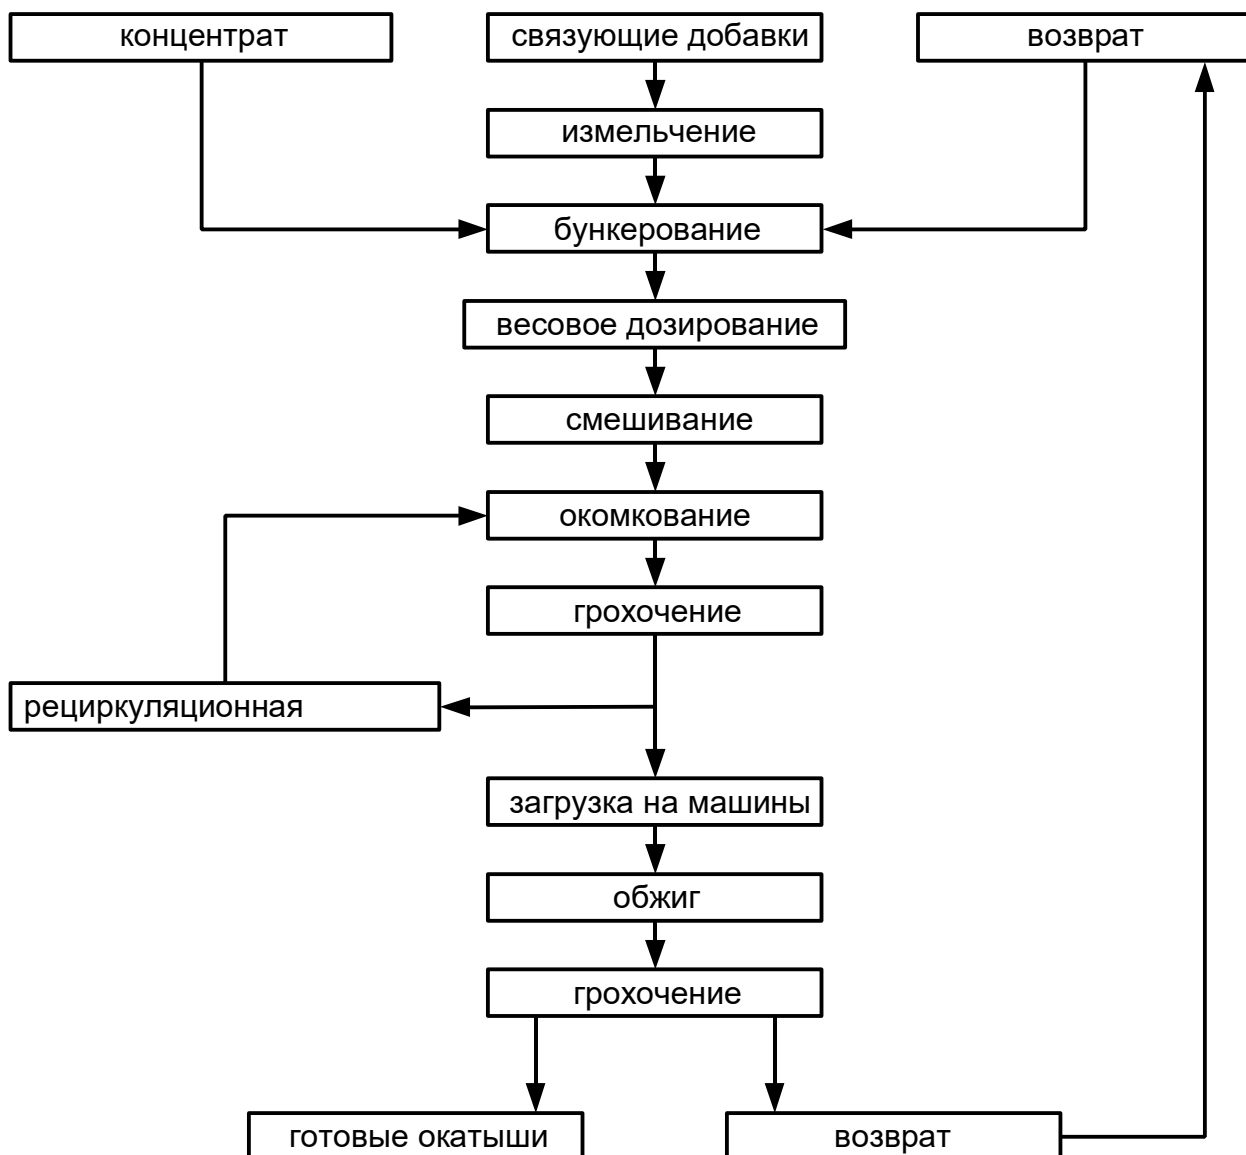 концентрат
связующие добавки
возврат
измельчение
бункерование
весовое дозирование
смешивание
окомкование
грохочение
рециркуляционная
загрузка на машины
обжиг
грохочение
готовые окатыши
возврат